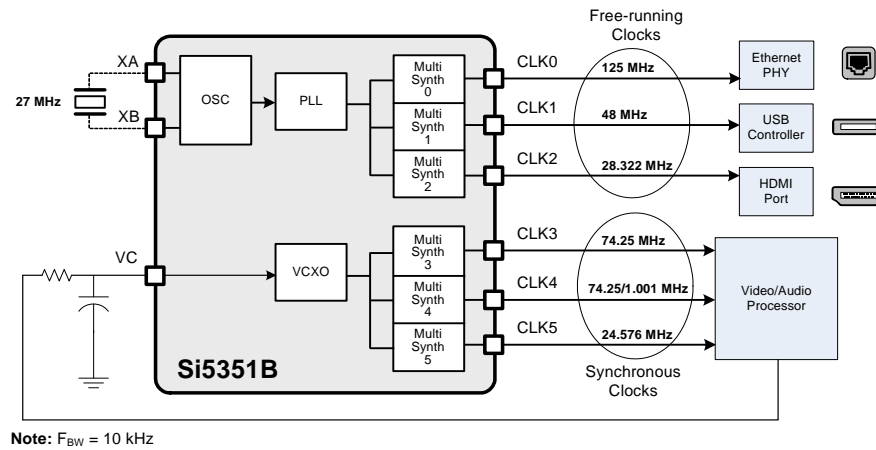 Free-running
Clocks
XA
27 MHz
XB
OSC
PLL
Multi
Synth
0
Multi
Synth
1
Multi
Synth
2
CLK0
125 MHz
CLK1
48 MHz
CLK2
28.322 MHz
Ethernet
PHY
USB
Controller
HDMI
Port
VC
VCXO
Multi
Synth
3
Multi
Synth
4
Multi
Synth
5
CLK3
74.25 MHz
CLK4
74.25/1.001 MHz
CLK5
24.576 MHz
Video/Audio
Processor
Si5351B
Synchronous
Clocks
Note: FBW = 10 kHz